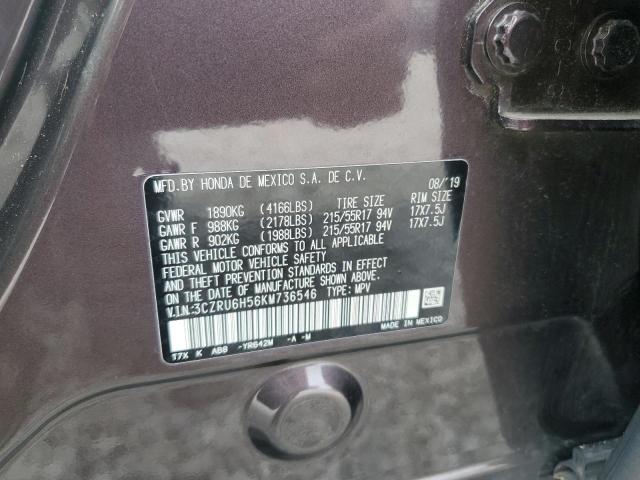 MFD.BY HONDA DE MEXICO S.A. DE C.V. 08/'19
TIRE SIZE RIM SIZE
GVWR 1890KG (4166LBS)
GAWR F 988KG (2178LBS) 215/55R17 94V 17X7.5J
GAWR R 902KG (1988LBS) 215/55R17 94V 17X7.5J
THIS VEHICLE CONFORMS TO ALL APPLICABLE
FEDERAL MOTOR VEHICLE SAFETY
AND THEFT PREVENTION STANDARDS IN EFFECT
ON THE DATE OF MANUFACTURE SHOWN ABOVE.
V.I.N:3CZRU6H56KM736546 TYPE: MPV
MADE IN MEXICO
T7X K ABB -YR642M -A -M